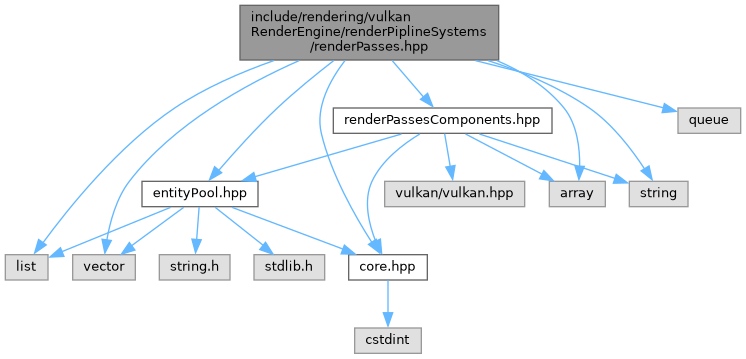 include/rendering/vulkan
RenderEngine/renderPiplineSystems
/renderPasses.hpp
renderPassesComponents.hpp
queue
entityPool.hpp
vulkan/vulkan.hpp
array
string
list
vector
string.h
stdlib.h
core.hpp
cstdint